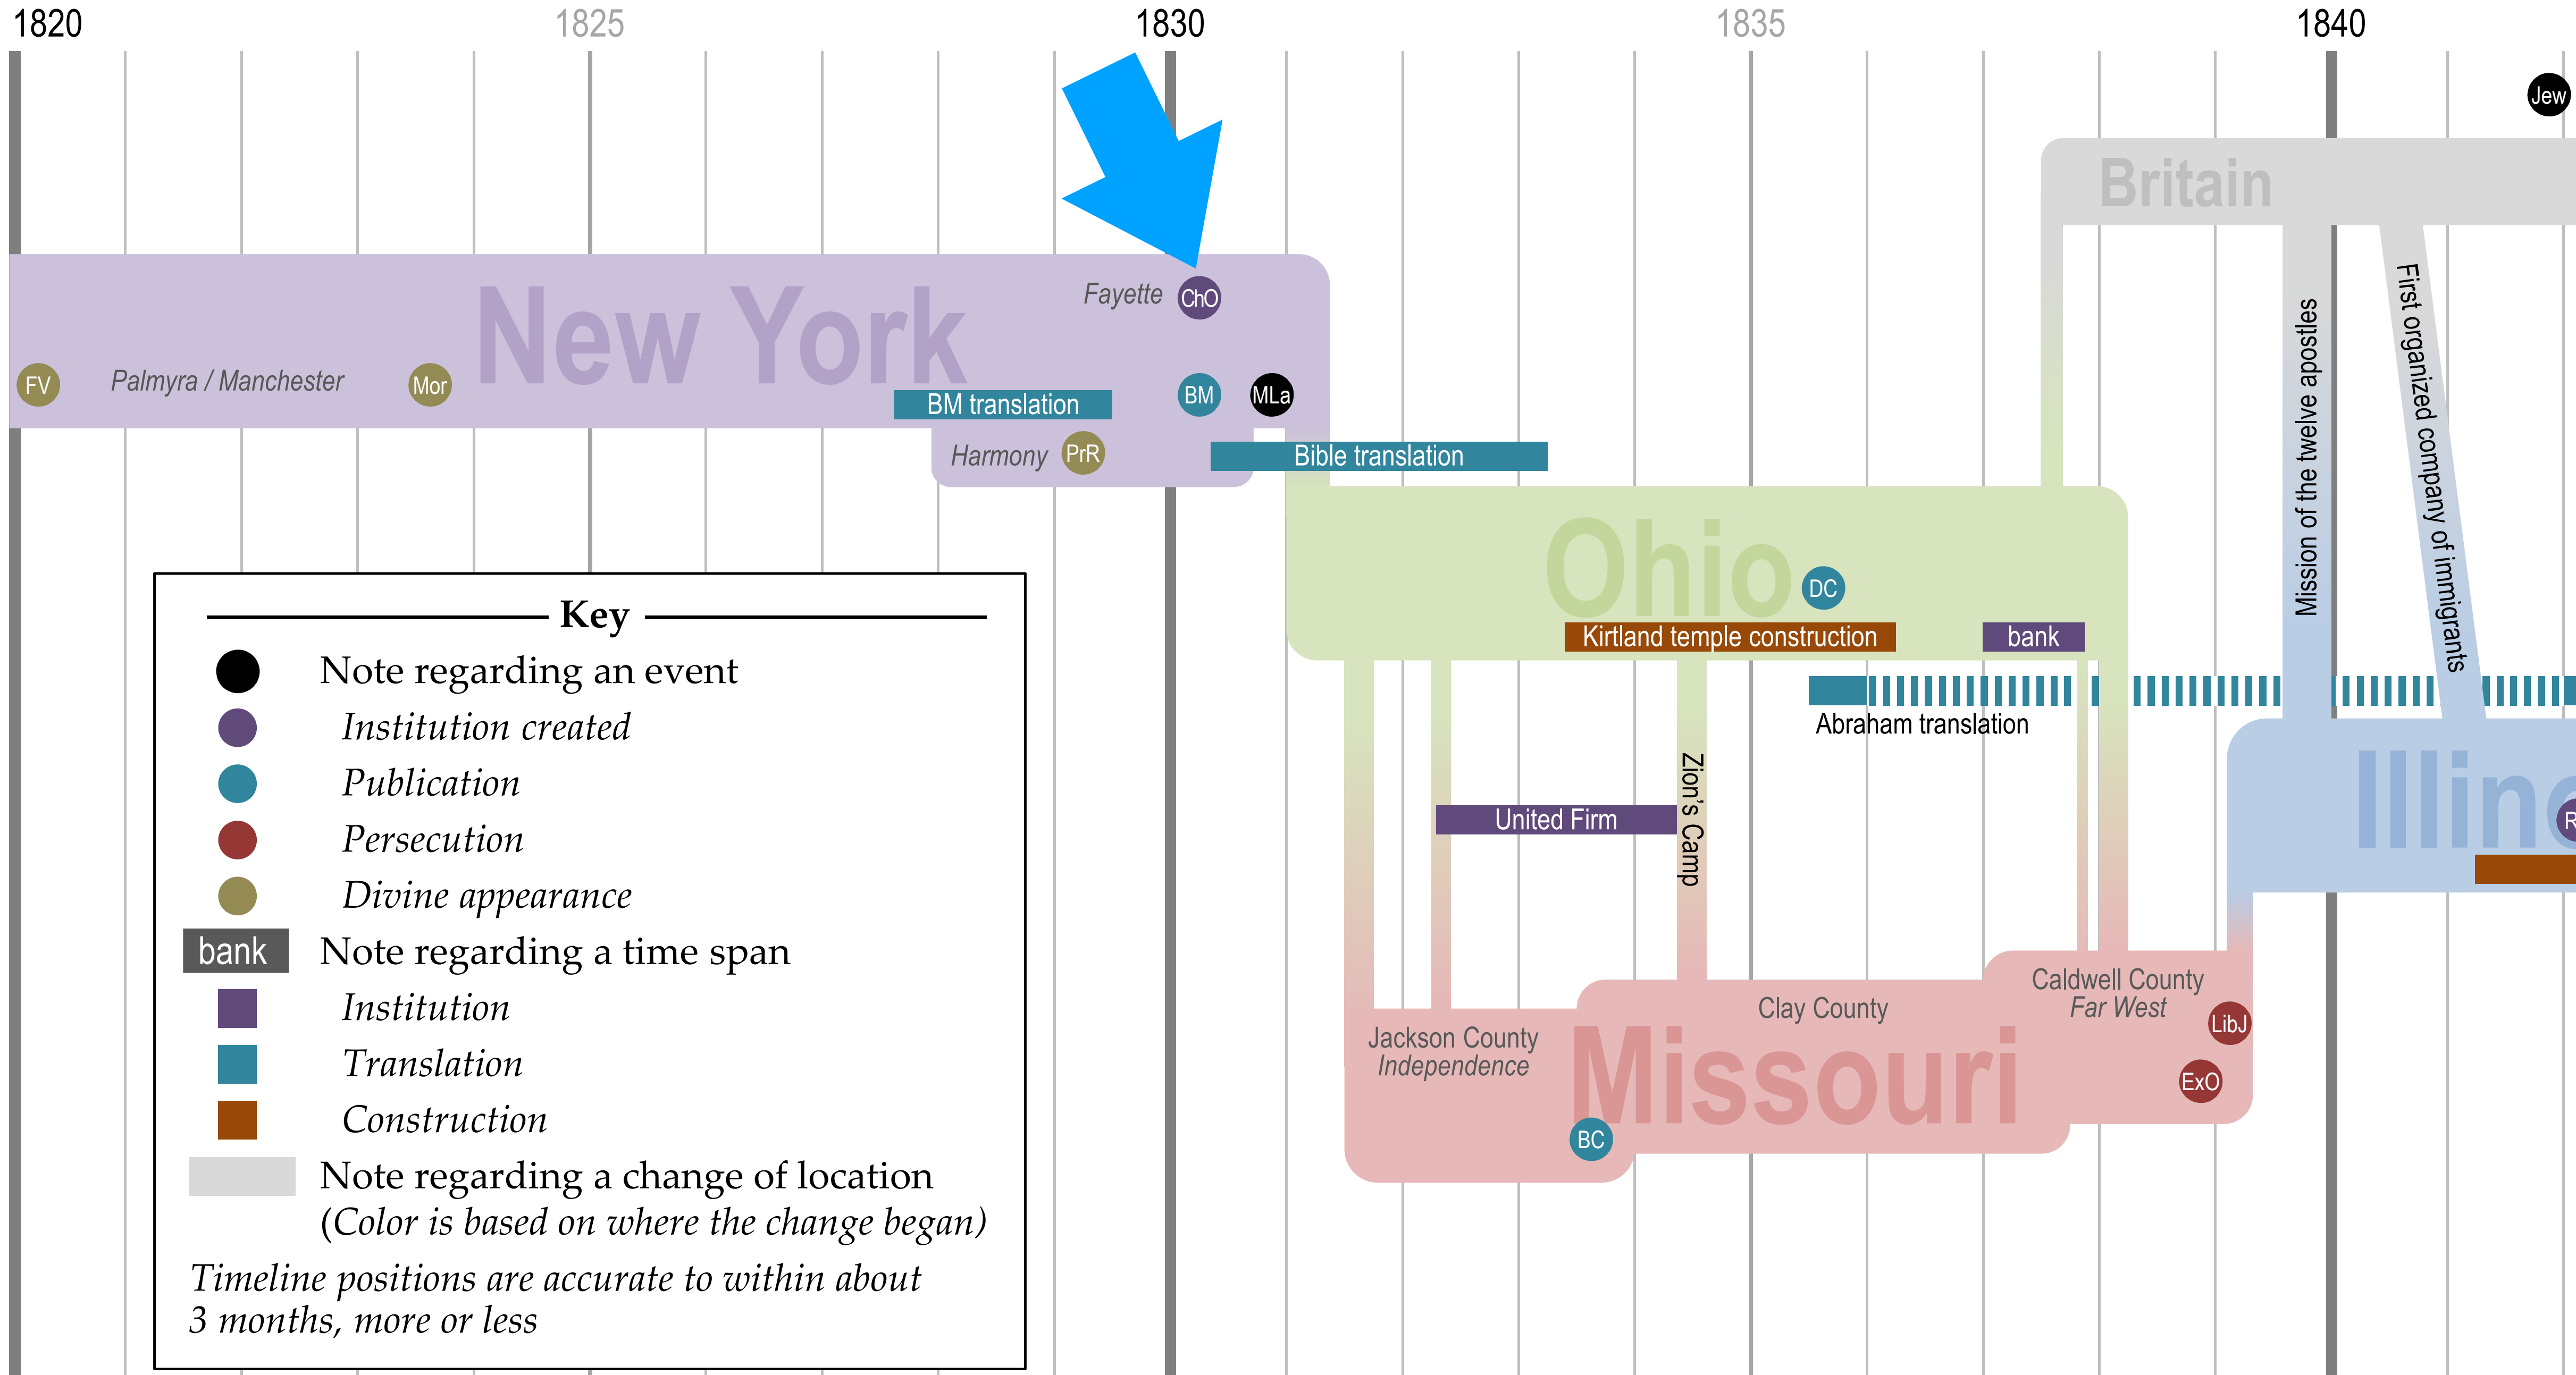 1820
1825
1830
1835
1840
Jew
Britain
New York
Fayette
ChO
FV
Palmyra / Manchester
Mor
BM translation
BM
MLa
Harmony
PrR
Bible translation
Mission of the twelve apostles
First organized company of immigrants
Ohio
DC
Kirtland temple construction
bank
Abraham translation
Zion's Camp
United Firm
Jackson County
Independence
Clay County
Caldwell County
Far West
Missouri
LibJ
ExO
BC
Key
Note regarding an event
Institution created
Publication
Persecution
Divine appearance
bank
Note regarding a time span
Institution
Translation
Construction
Note regarding a change of location
(Color is based on where the change began)
Timeline positions are accurate to within about
3 months, more or less